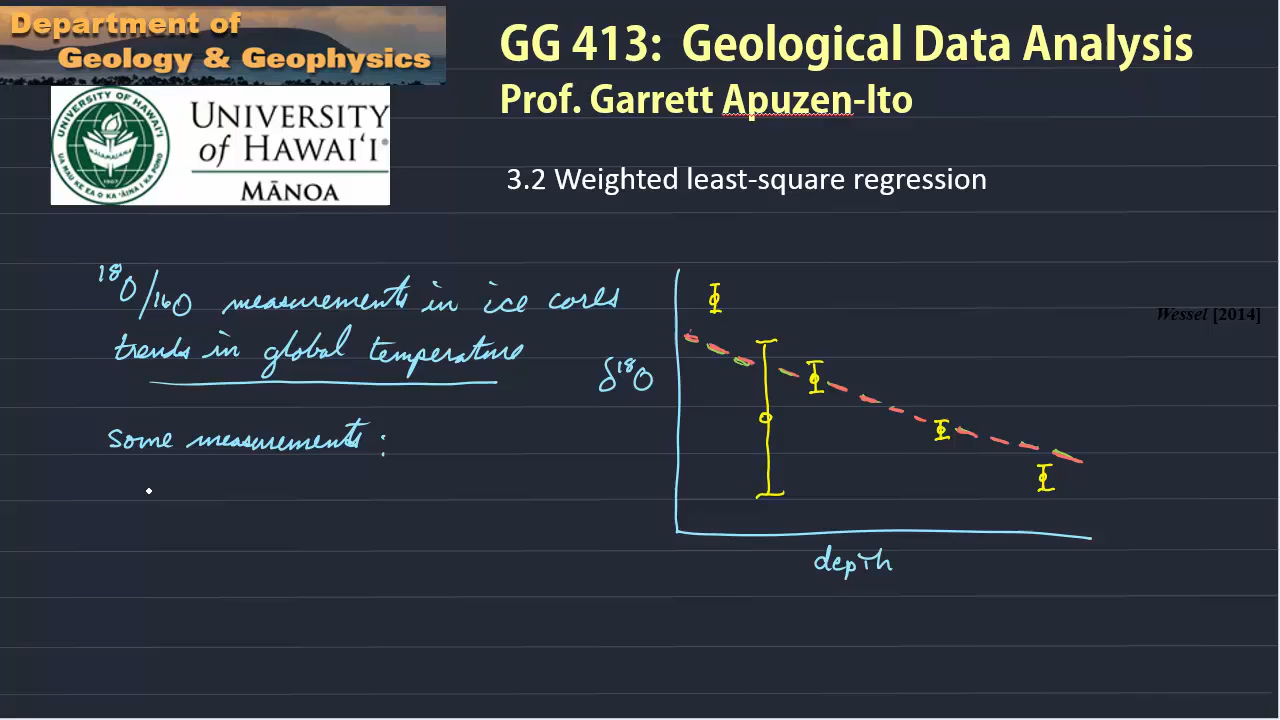 Department of
Geology & Geophysics
GG 413: Geological Data Analysis
Prof. Garrett Apuzen-Ito
UNIVERSITY
of HAWAIʻI
MĀNOA
3.2 Weighted least-square regression
18O/16O measurements in ice cores
trends in global temperature
some measurements:
Wessel [2014]
δ18O
depth